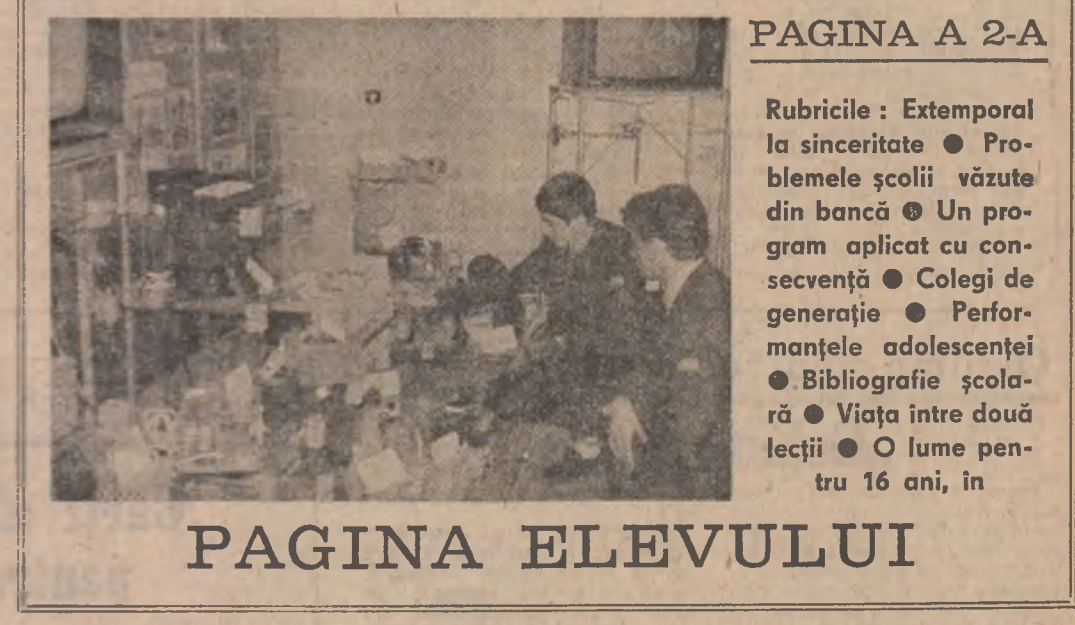 PAGINA A 2-A
Rubricile : Extemporal
la sinceritate ● Pro-
blemele școlii văzute
din bancă ● Un pro-
gram aplicat cu con-
secvență ● Colegi de
generație ● Perfor-
manțele adolescenței
● Bibliografie școla-
ră ● Viața între două
lecții ● O lume pen-
tru 16 ani, în
PAGINA ELEVULUI